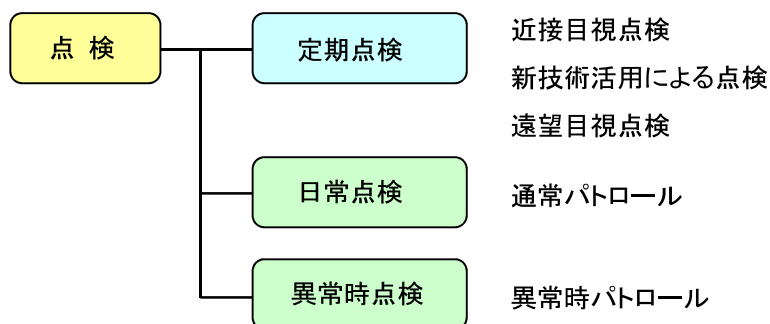 点 検
定期点検
近接目視点検
新技術活用による点検
遠望目視点検
日常点検
通常パトロール
異常時点検
異常時パトロール